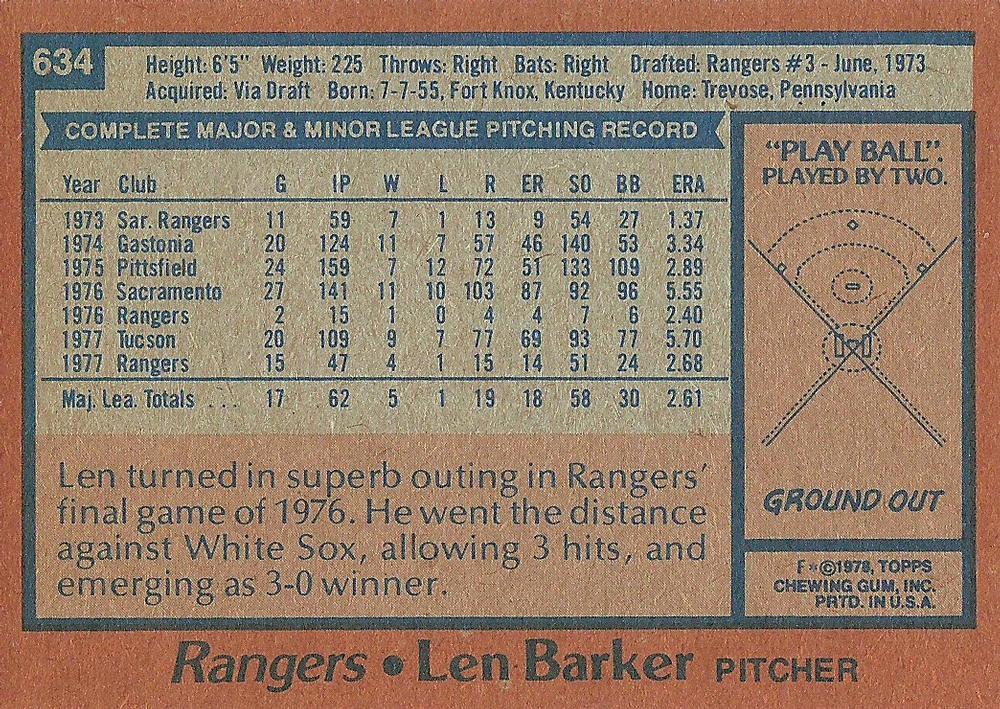 634
Height: 6'5" Weight: 225 Throws: Right Bats: Right Drafted: Rangers #3 - June, 1973
Acquired: Via Draft Born: 7-7-55, Fort Knox, Kentucky Home: Trevose, Pennsylvania
COMPLETE MAJOR & MINOR LEAGUE PITCHING RECORD
Year Club G IP W L R ER SO BB ERA
1973 Sar. Rangers 11 59 7 1 13 9 54 27 1.37
1974 Gastonia 20 124 11 7 57 46 140 53 3.34
1975 Pittsfield 24 159 7 12 72 51 133 109 2.89
1976 Sacramento 27 141 11 10 103 87 92 96 5.55
1976 Rangers 2 15 1 0 4 4 7 6 2.40
1977 Tucson 20 109 9 7 77 69 93 77 5.70
1977 Rangers 15 47 4 1 15 14 51 24 2.68
Maj. Lea. Totals . . . 17 62 5 1 19 18 58 30 2.61
Len turned in superb outing in Rangers'
final game of 1976. He went the distance
against White Sox, allowing 3 hits, and
emerging as 3-0 winner.
"PLAY BALL".
PLAYED BY TWO.
GROUND OUT
F*©1978, TOPPS
CHEWING GUM, INC.
PRTD. IN U.S.A.
Rangers • Len Barker PITCHER